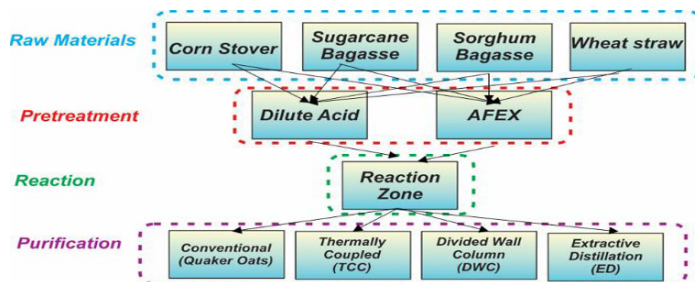 Raw Materials
Corn Stover
Sugarcane
Bagasse
Sorghum
Bagasse
Wheat straw
Pretreatment
Dilute Acid
AFEX
Reaction
Reaction
Zone
Purification
Conventional
(Quaker Oats)
Thermally
Coupled
(TCC)
Divided Wall
Column
(DWC)
Extractive
Distillation
(ED)